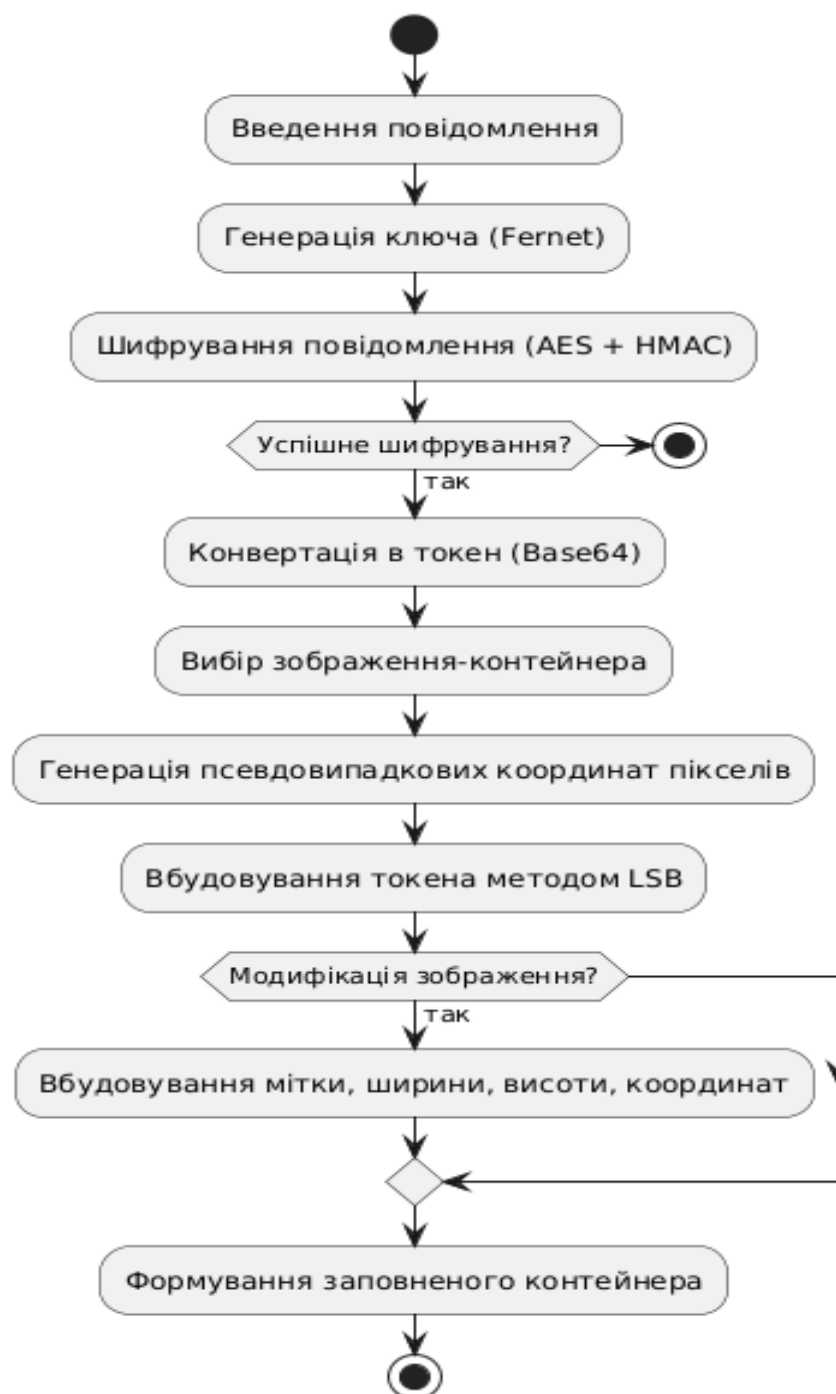 Введення повідомлення
Генерація ключа (Fernet)
Шифрування повідомлення (AES + HMAC)
Успішне шифрування?
так
Конвертація в токен (Base64)
Вибір зображення-контейнера
Генерація псевдовипадкових координат пікселів
Вбудовування токена методом LSB
Модифікація зображення?
так
Вбудовування мітки, ширини, висоти, координат
Формування заповненого контейнера